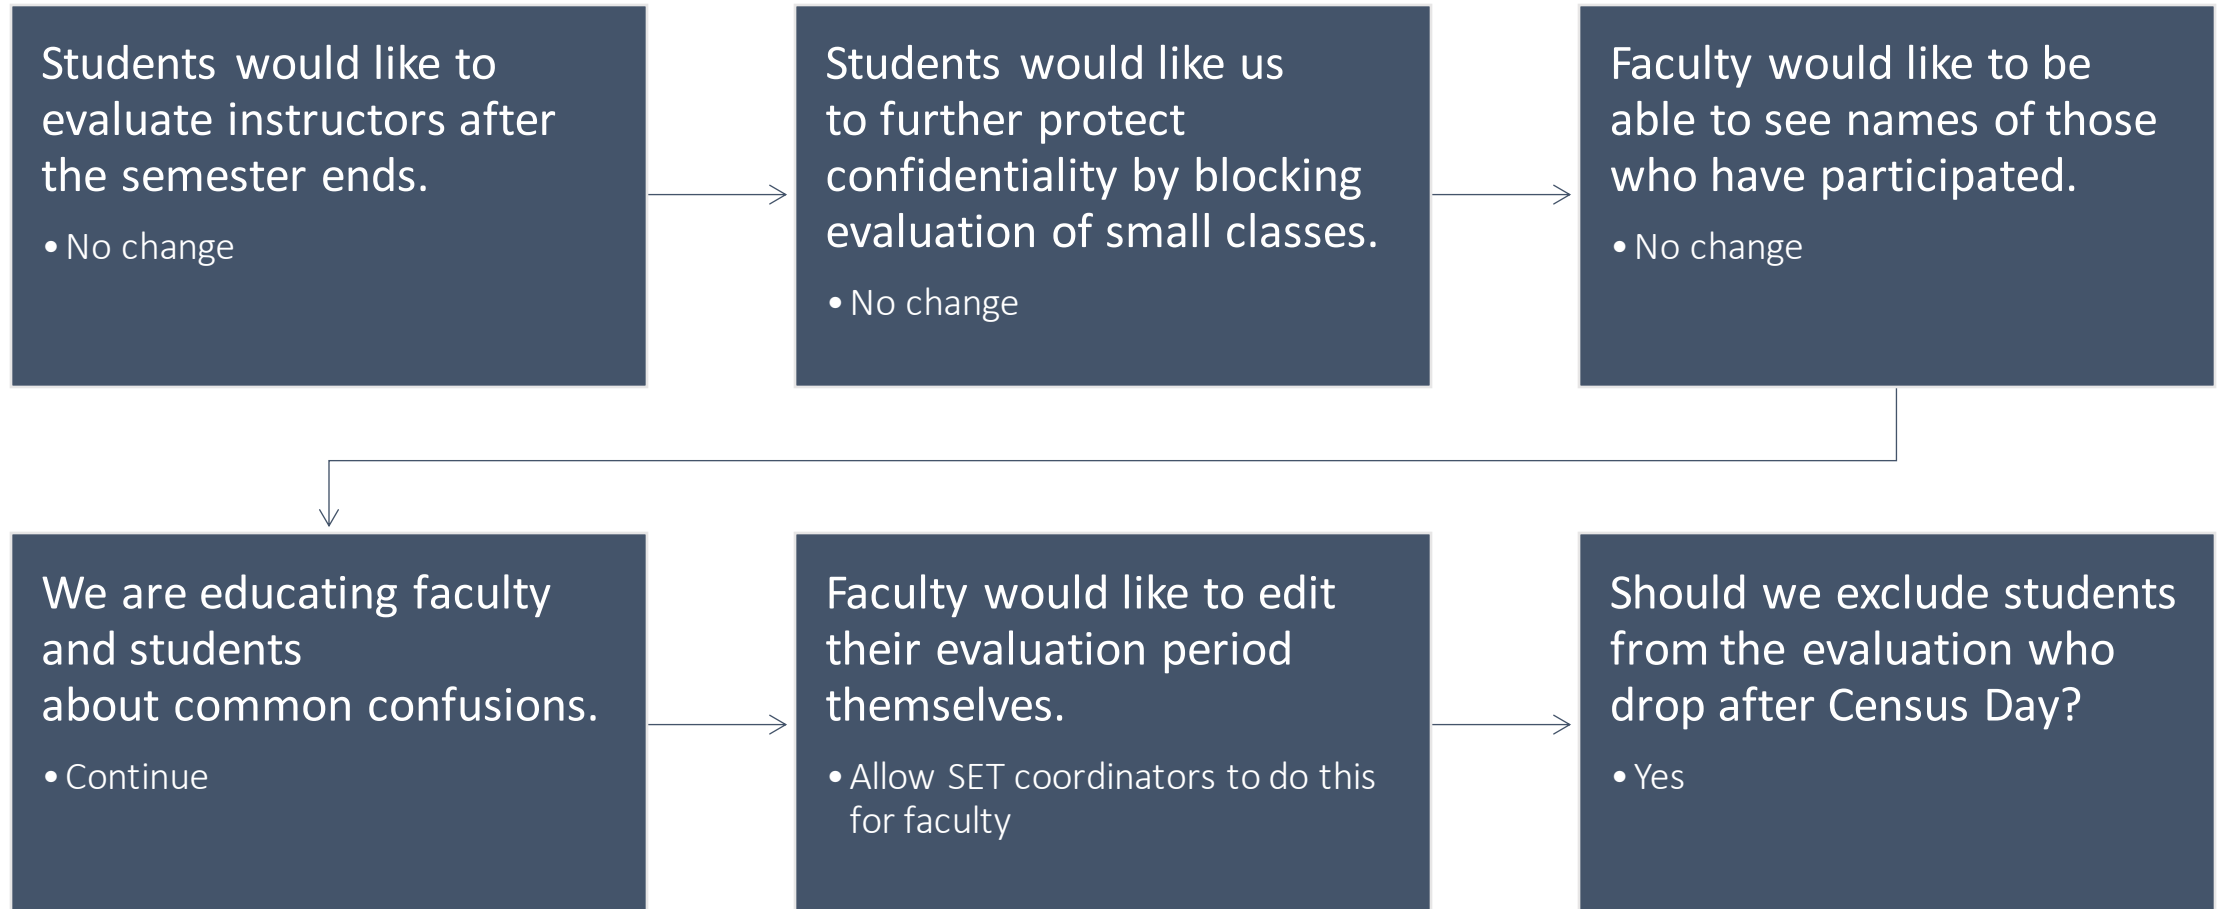 Students would like to
evaluate instructors after
the semester ends.
• No change
Students would like us
to further protect
confidentiality by blocking
evaluation of small classes.
• No change
Faculty would like to be
able to see names of those
who have participated.
• No change
We are educating faculty
and students
about common confusions.
• Continue
Faculty would like to edit
their evaluation period
themselves.
• Allow SET coordinators to do this
for faculty
Should we exclude students
from the evaluation who
drop after Census Day?
• Yes